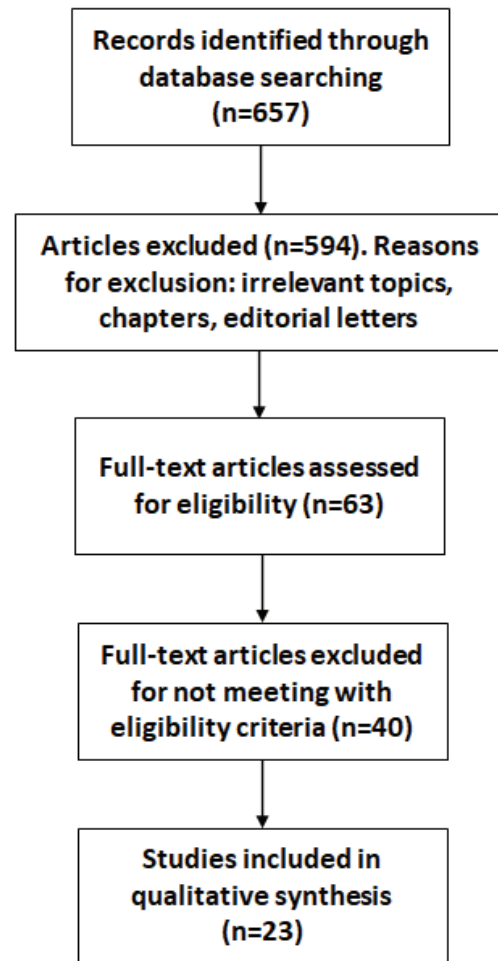 Records identified through
database searching
(n=657)
Articles excluded (n=594). Reasons
for exclusion: irrelevant topics,
chapters, editorial letters
Full-text articles assessed
for eligibility (n=63)
Full-text articles excluded
for not meeting with
eligibility criteria (n=40)
Studies included in
qualitative synthesis
(n=23)